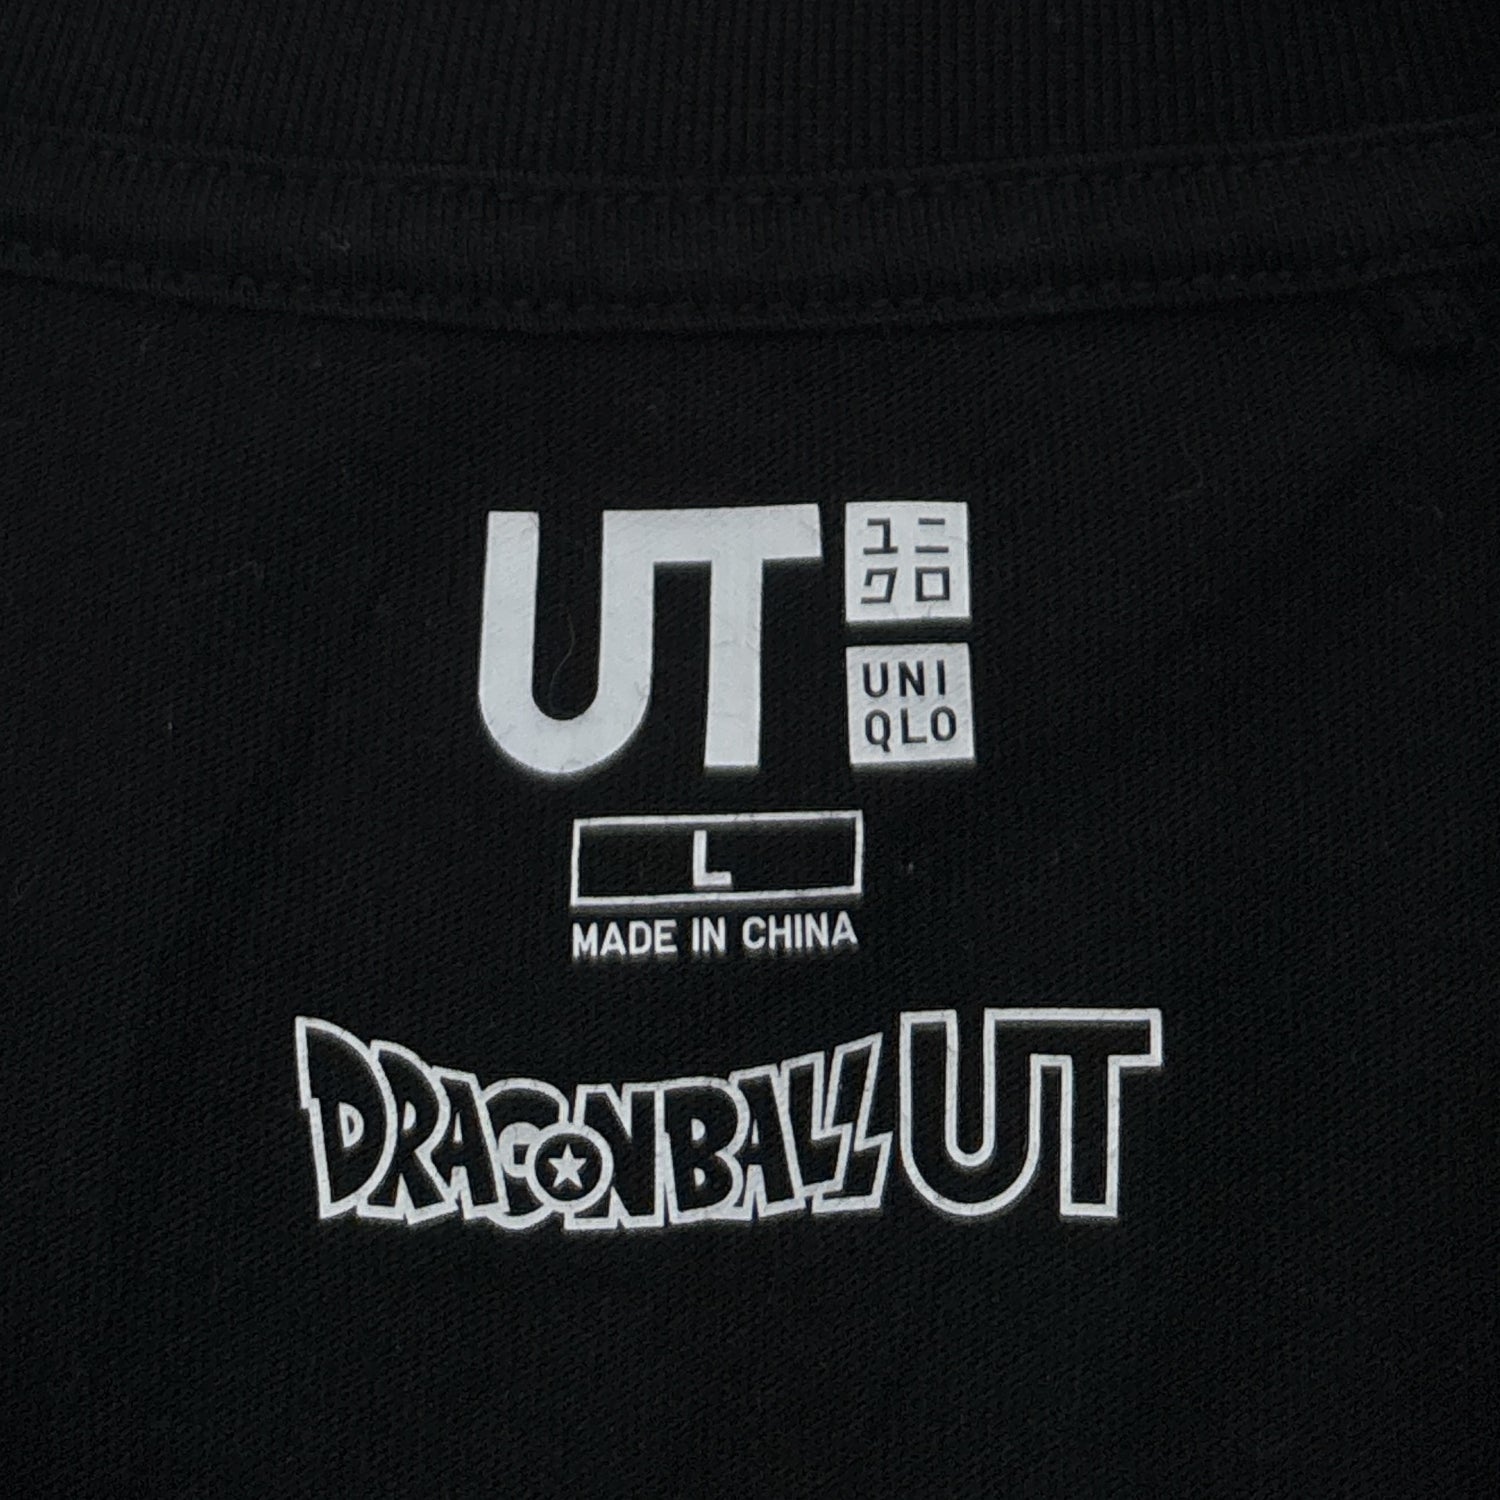 UT
ユニ
クロ
UNI
QLO
L
MADE IN CHINA
DRAGONBALL UT